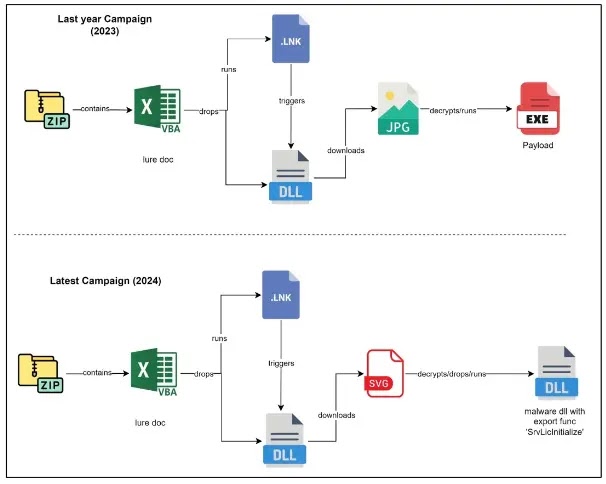 Last year Campaign
(2023)
.LNK
runs
triggers
ZIP
contains
X
VBA
drops
lure doc
DLL
downloads
JPG
decrypts/runs
EXE
Payload
Latest Campaign (2024)
.LNK
runs
triggers
ZIP
contains
X
VBA
drops
lure doc
DLL
downloads
SVG
decrypts/drops/runs
DLL
malware dll with
export func
'SrvLicInitialize'